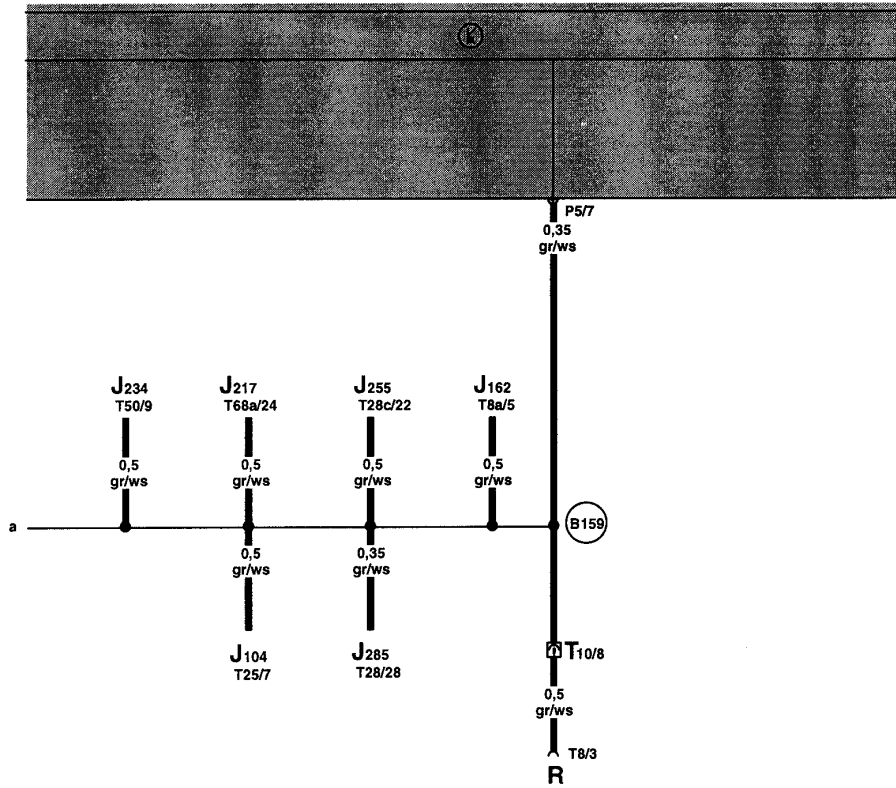 k
P5/7
0,35
gr/ws
J234 J217 J255 J162
T50/9 T68a/24 T28c/22 T8a/5
0,5 0,5 0,5 0,5
gr/ws gr/ws gr/ws gr/ws
a B159
0,5 0,35
gr/ws gr/ws
J104 J285 T10/8
T25/7 T28/28
0,5
gr/ws
T8/3
R